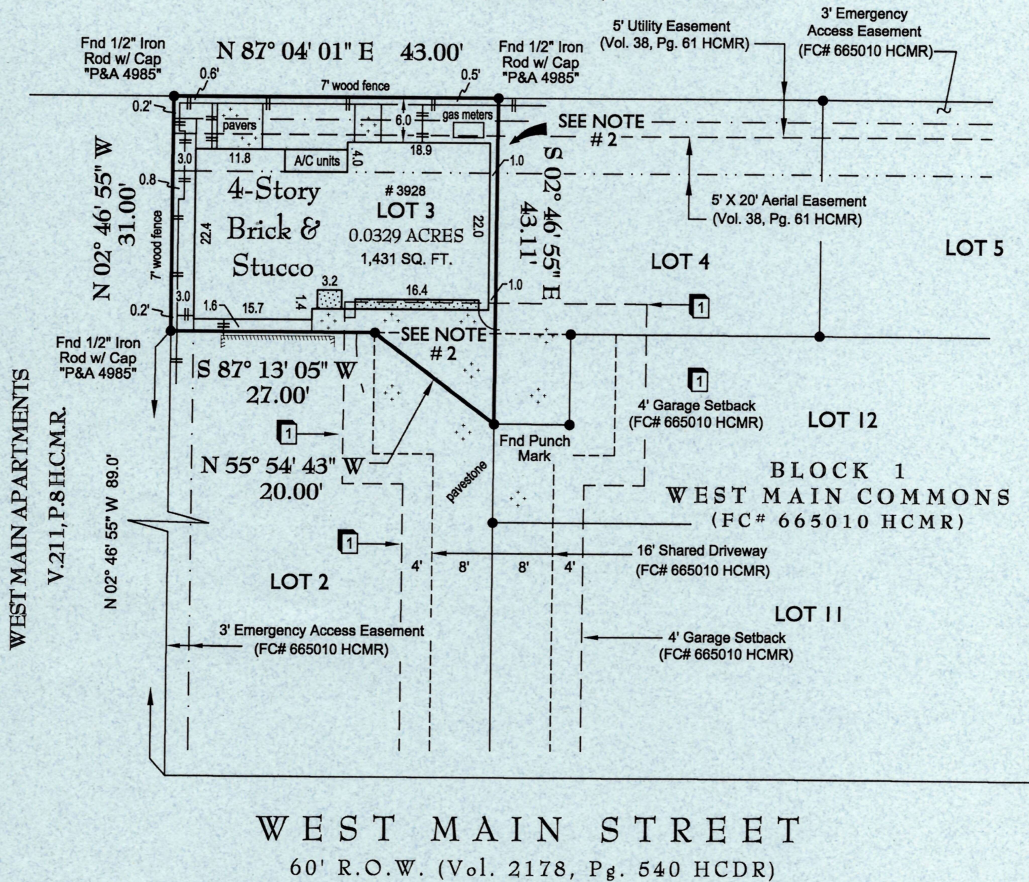 5' Utility Easement
(Vol. 38, Pg. 61 HCMR)
3' Emergency
Access Easement
(FC# 665010 HCMR)
Fnd 1/2" Iron
Rod w/ Cap
"P&A 4985"
N 87° 04' 01" E 43.00'
Fnd 1/2" Iron
Rod w/ Cap
"P&A 4985"
0.6'
7' wood fence
0.5'
0.2'
pavers
6.0
gas meters
SEE NOTE
# 2
3.0
11.8
A/C units
4.0
18.9
1.0
N 02° 46' 55" W
31.00'
0.8
7' wood fence
22.4
4-Story
Brick &
Stucco
# 3928
LOT 3
0.0329 ACRES
1,431 SQ. FT.
22.0
S 02° 46' 55" E
43.11'
5' X 20' Aerial Easement
(Vol. 38, Pg. 61 HCMR)
LOT 4
LOT 5
3.2
1.4
16.4
1.0
3.0
1.6
15.7
0.2'
1
SEE NOTE
# 2
Fnd 1/2" Iron
Rod w/ Cap
"P&A 4985"
S 87° 13' 05" W
27.00'
1
4' Garage Setback
(FC# 665010 HCMR)
LOT 12
1
N 55° 54' 43" W
20.00'
Fnd Punch
Mark
pavestone
BLOCK 1
WEST MAIN COMMONS
(FC# 665010 HCMR)
WEST MAIN APARTMENTS
V.211, P.8 H.C.M.R.
N 02° 46' 55" W 89.0'
1
16' Shared Driveway
(FC# 665010 HCMR)
LOT 2
4'
8'
8'
4'
LOT 11
3' Emergency Access Easement
(FC# 665010 HCMR)
4' Garage Setback
(FC# 665010 HCMR)
WEST MAIN STREET
60' R.O.W. (Vol. 2178, Pg. 540 HCDR)